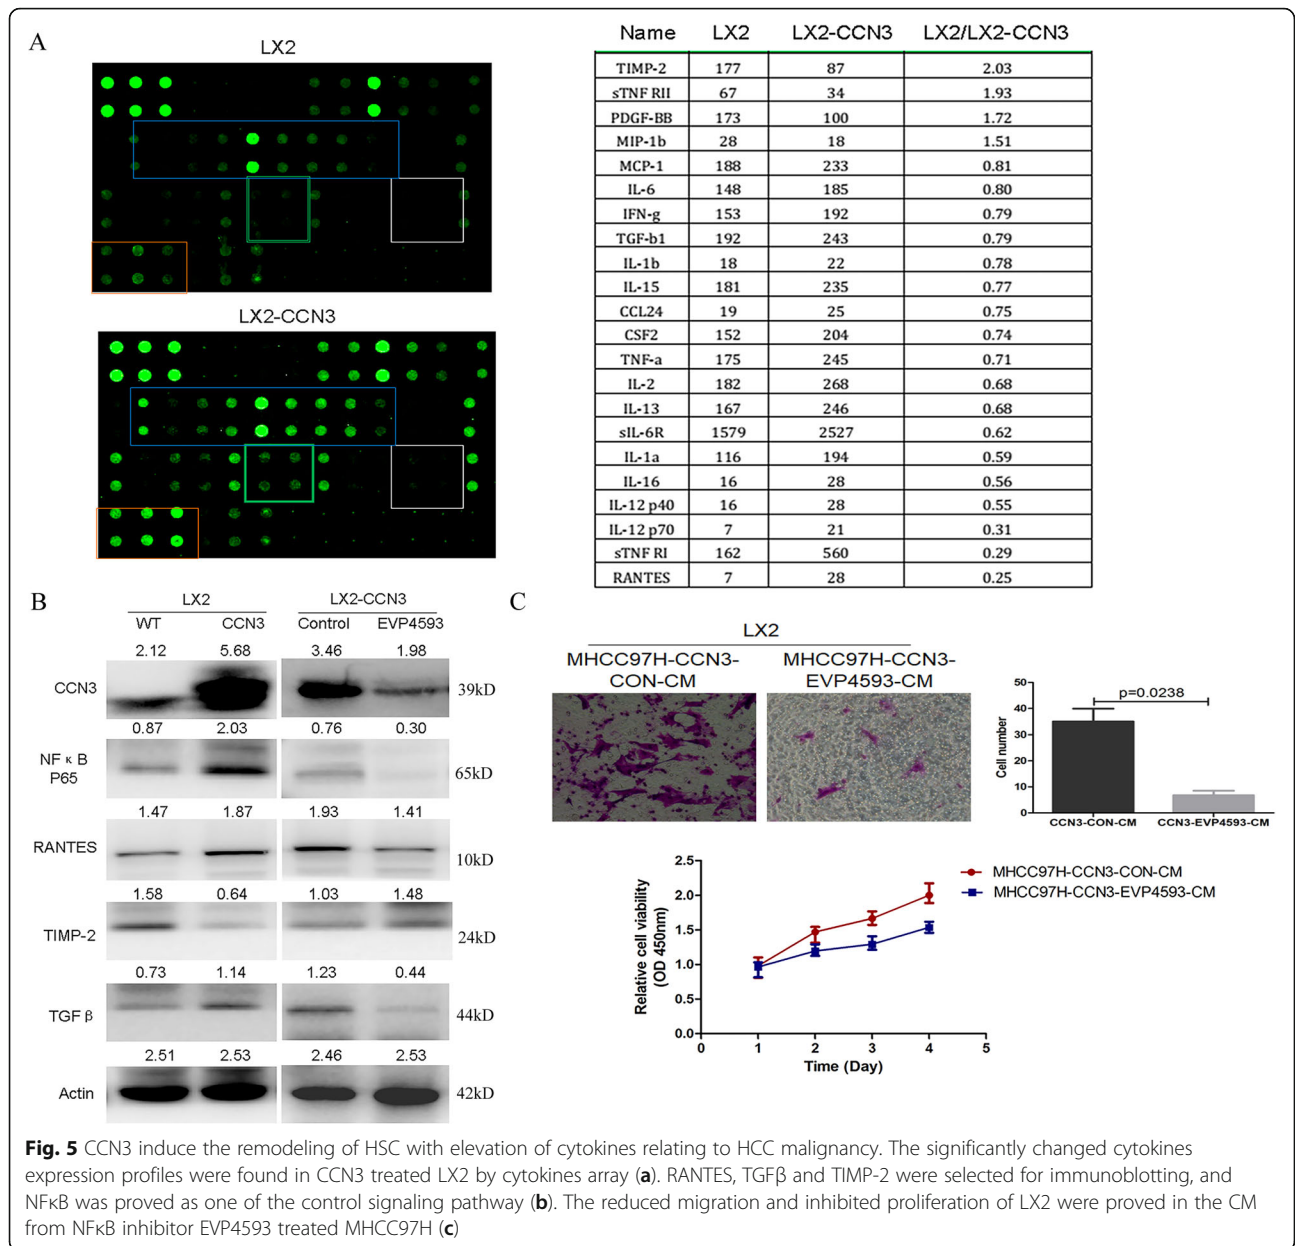 A
LX2
LX2-CCN3
Name LX2 LX2-CCN3 LX2/LX2-CCN3
TIMP-2 177 87 2.03
sTNF RII 67 34 1.93
PDGF-BB 173 100 1.72
MIP-1b 28 18 1.51
MCP-1 188 233 0.81
IL-6 148 185 0.80
IFN-g 153 192 0.79
TGF-b1 192 243 0.79
IL-1b 18 22 0.78
IL-15 181 235 0.77
CCL24 19 25 0.75
CSF2 152 204 0.74
TNF-a 175 245 0.71
IL-2 182 268 0.68
IL-13 167 246 0.68
sIL-6R 1579 2527 0.62
IL-1a 116 194 0.59
IL-16 16 28 0.56
IL-12 p40 16 28 0.55
IL-12 p70 7 21 0.31
sTNF RI 162 560 0.29
RANTES 7 28 0.25
B
LX2 LX2-CCN3
WT CCN3 Control EVP4593
2.12 5.68 3.46 1.98
CCN3 39kD
0.87 2.03 0.76 0.30
NFκB
P65 65kD
1.47 1.87 1.93 1.41
RANTES 10kD
1.58 0.64 1.03 1.48
TIMP-2 24kD
0.73 1.14 1.23 0.44
TGFβ 44kD
2.51 2.53 2.46 2.53
Actin 42kD
C
LX2
MHCC97H-CCN3-
CON-CM
MHCC97H-CCN3-
EVP4593-CM
p=0.0238
50
40
30
20
10
0
Cell number
CCN3-CON-CM CCN3-EVP4593-CM
2.5
2.0
1.5
1.0
0.5
0.0
Relative cell viability
(OD 450nm)
0 1 2 3 4 5
Time (Day)
MHCC97H-CCN3-CON-CM
MHCC97H-CCN3-EVP4593-CM
Fig. 5 CCN3 induce the remodeling of HSC with elevation of cytokines relating to HCC malignancy. The significantly changed cytokines
expression profiles were found in CCN3 treated LX2 by cytokines array (a). RANTES, TGFβ and TIMP-2 were selected for immunoblotting, and
NFκB was proved as one of the control signaling pathway (b). The reduced migration and inhibited proliferation of LX2 were proved in the CM
from NFκB inhibitor EVP4593 treated MHCC97H (c)